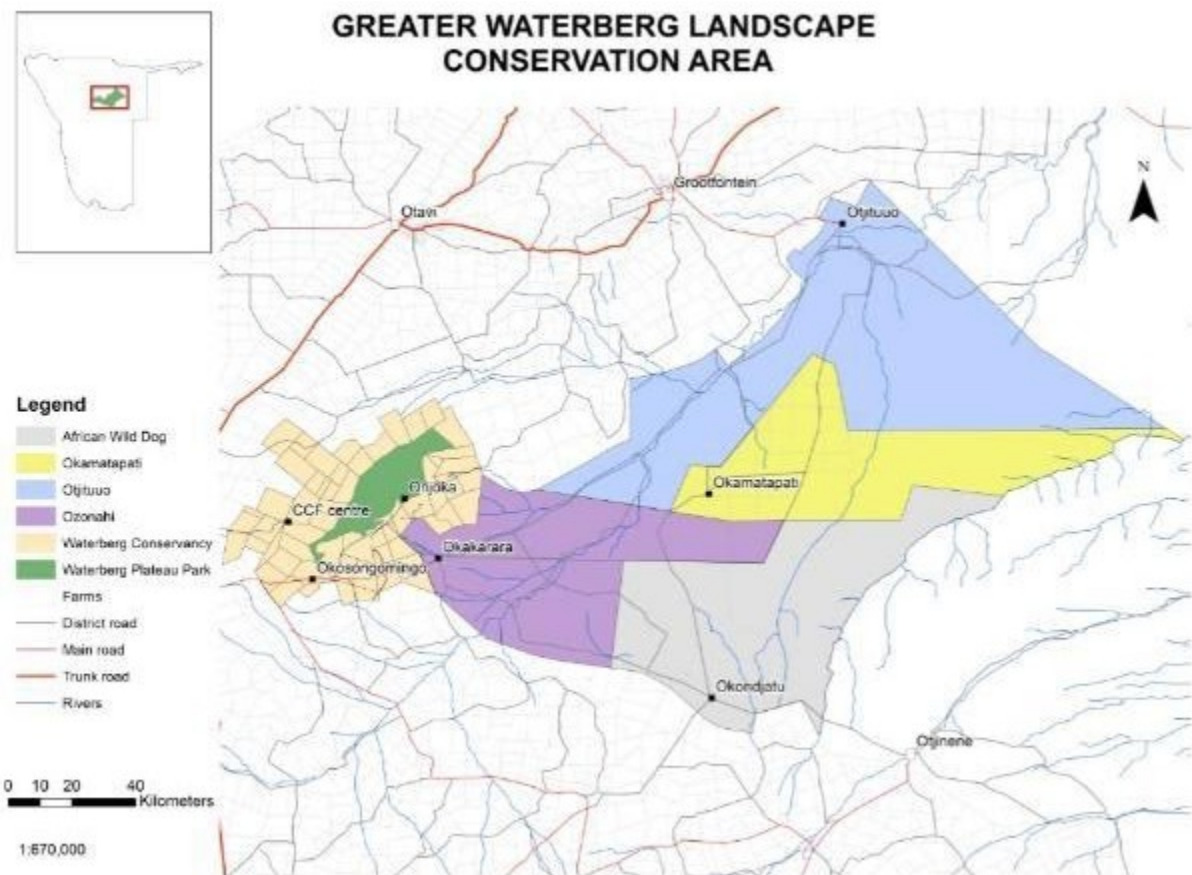 GREATER WATERBERG LANDSCAPE
CONSERVATION AREA
N
Grootfontein
Otavi
Otjituuo
Legend
African Wild Dog
Okamatapati
Otjituuo
Ozonahi
Waterberg Conservancy
Waterberg Plateau Park
Farms
District road
Main road
Trunk road
Rivers
Okamatapati
Onjoka
CCF centre
Okakarara
Okosongomingo
Okondjatu
Otjinene
0 10 20 40
Kilometers
1:670,000